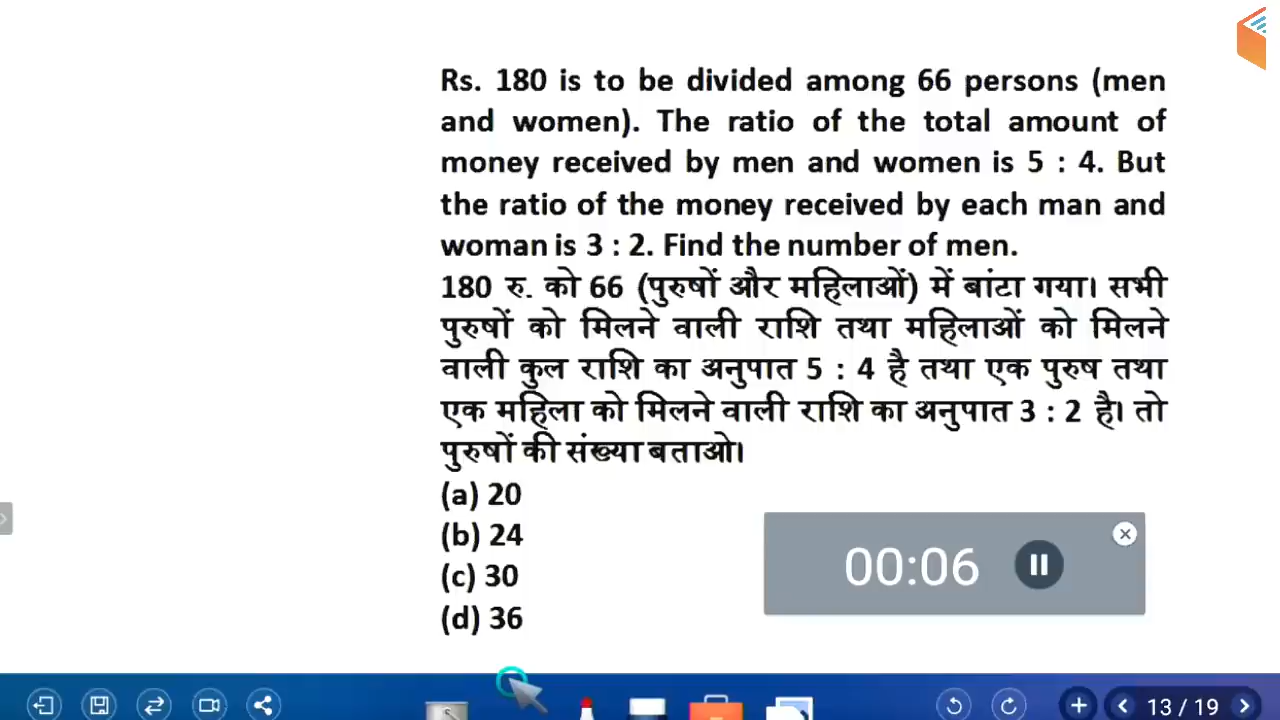 Rs. 180 is to be divided among 66 persons (men
and women). The ratio of the total amount of
money received by men and women is 5 : 4. But
the ratio of the money received by each man and
woman is 3 : 2. Find the number of men.
180 रु. को 66 (पुरुषों और महिलाओं) में बांटा गया। सभी
पुरुषों को मिलने वाली राशि तथा महिलाओं को मिलने
वाली कुल राशि का अनुपात 5 : 4 है तथा एक पुरुष तथा
एक महिला को मिलने वाली राशि का अनुपात 3 : 2 है। तो
पुरुषों की संख्या बताओ।
(a) 20
(b) 24
(c) 30
(d) 36
00:06
13 / 19